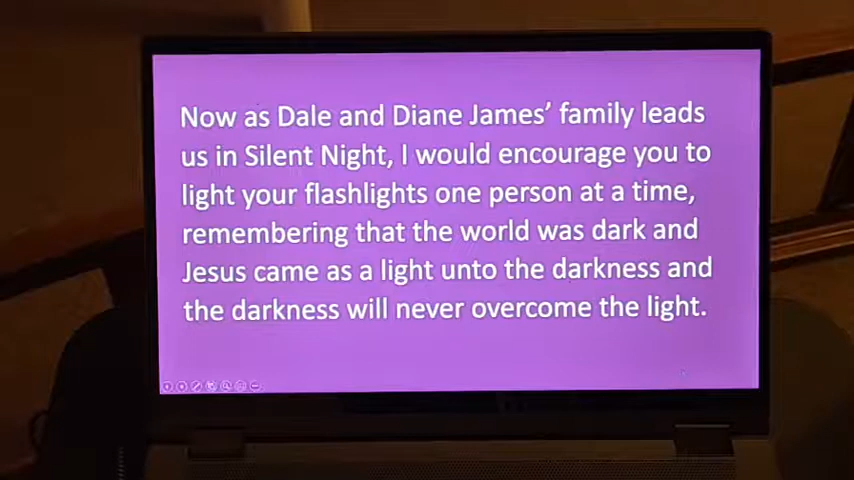 Now as Dale and Diane James’ family leads
us in Silent Night, I would encourage you to
light your flashlights one person at a time,
remembering that the world was dark and
Jesus came as a light unto the darkness and
the darkness will never overcome the light.